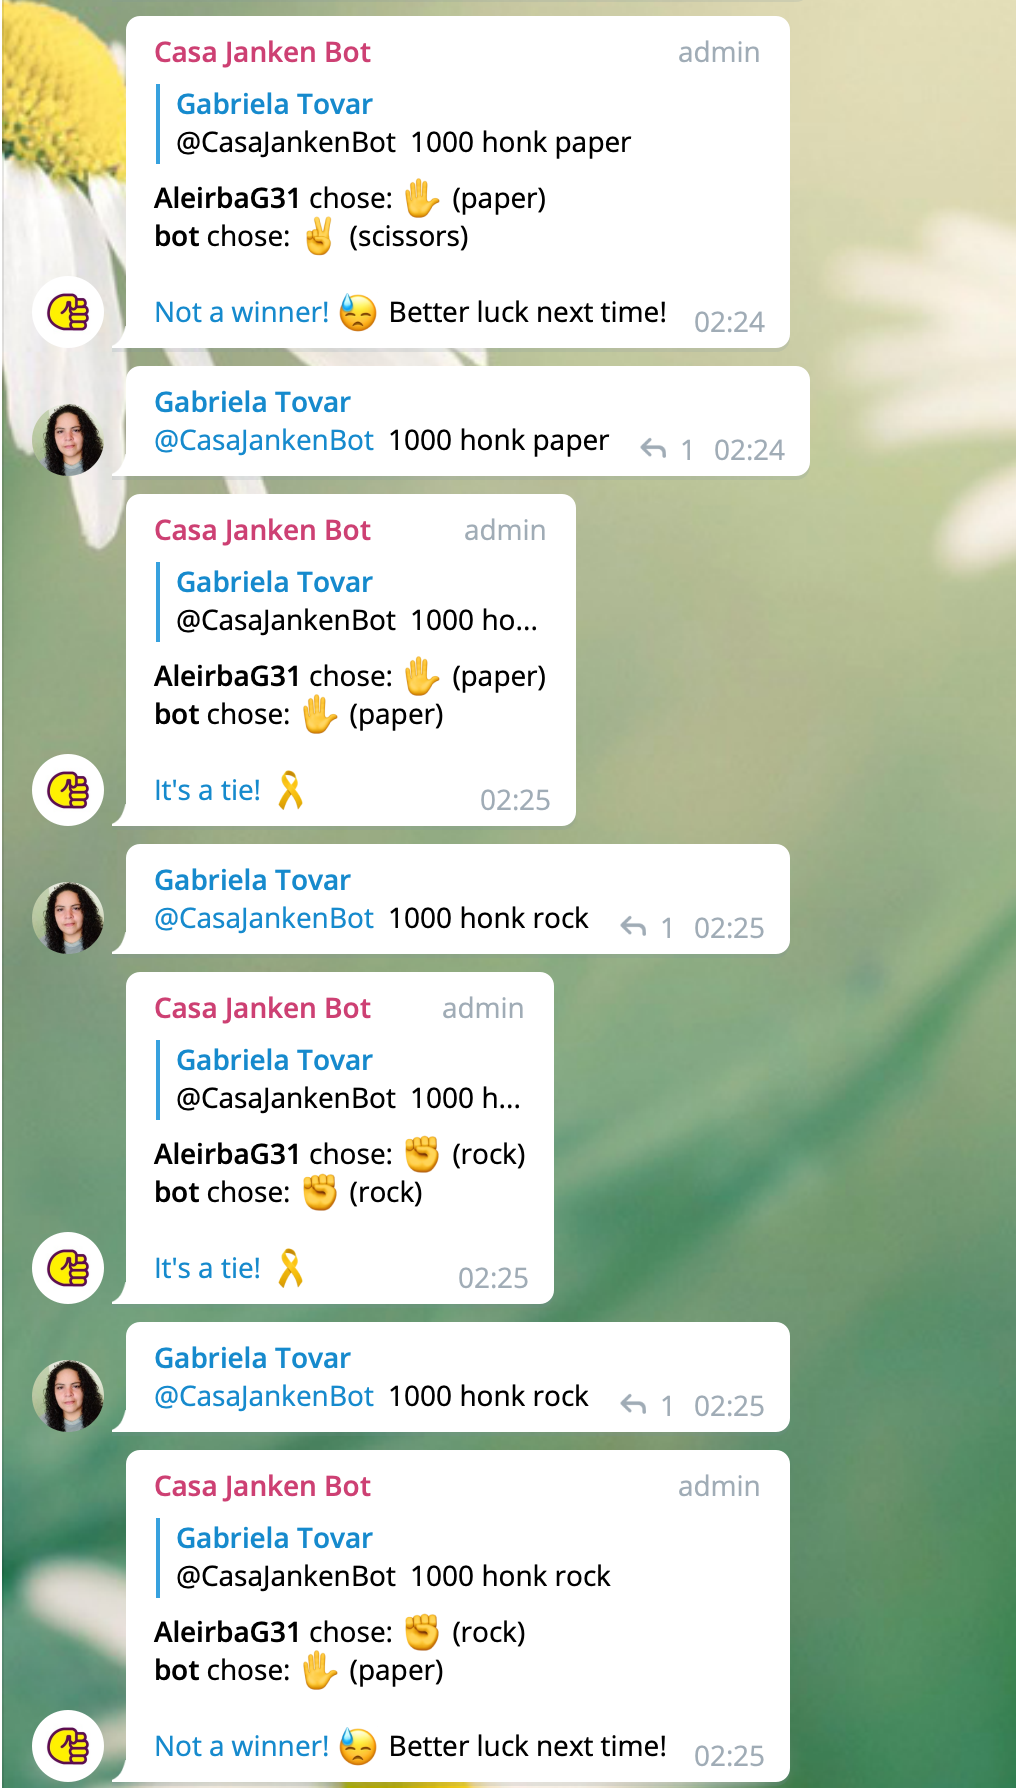 Casa Janken Bot admin
Gabriela Tovar
@CasaJankenBot 1000 honk paper
AleirbaG31 chose: ✋ (paper)
bot chose: ✌ (scissors)
Not a winner! 😓 Better luck next time! 02:24
Gabriela Tovar
@CasaJankenBot 1000 honk paper 1 02:24
Casa Janken Bot admin
Gabriela Tovar
@CasaJankenBot 1000 ho...
AleirbaG31 chose: ✋ (paper)
bot chose: ✋ (paper)
It's a tie! 🎗 02:25
Gabriela Tovar
@CasaJankenBot 1000 honk rock 1 02:25
Casa Janken Bot admin
Gabriela Tovar
@CasaJankenBot 1000 h...
AleirbaG31 chose: ✊ (rock)
bot chose: ✊ (rock)
It's a tie! 🎗 02:25
Gabriela Tovar
@CasaJankenBot 1000 honk rock 1 02:25
Casa Janken Bot admin
Gabriela Tovar
@CasaJankenBot 1000 honk rock
AleirbaG31 chose: ✊ (rock)
bot chose: ✋ (paper)
Not a winner! 😓 Better luck next time! 02:25